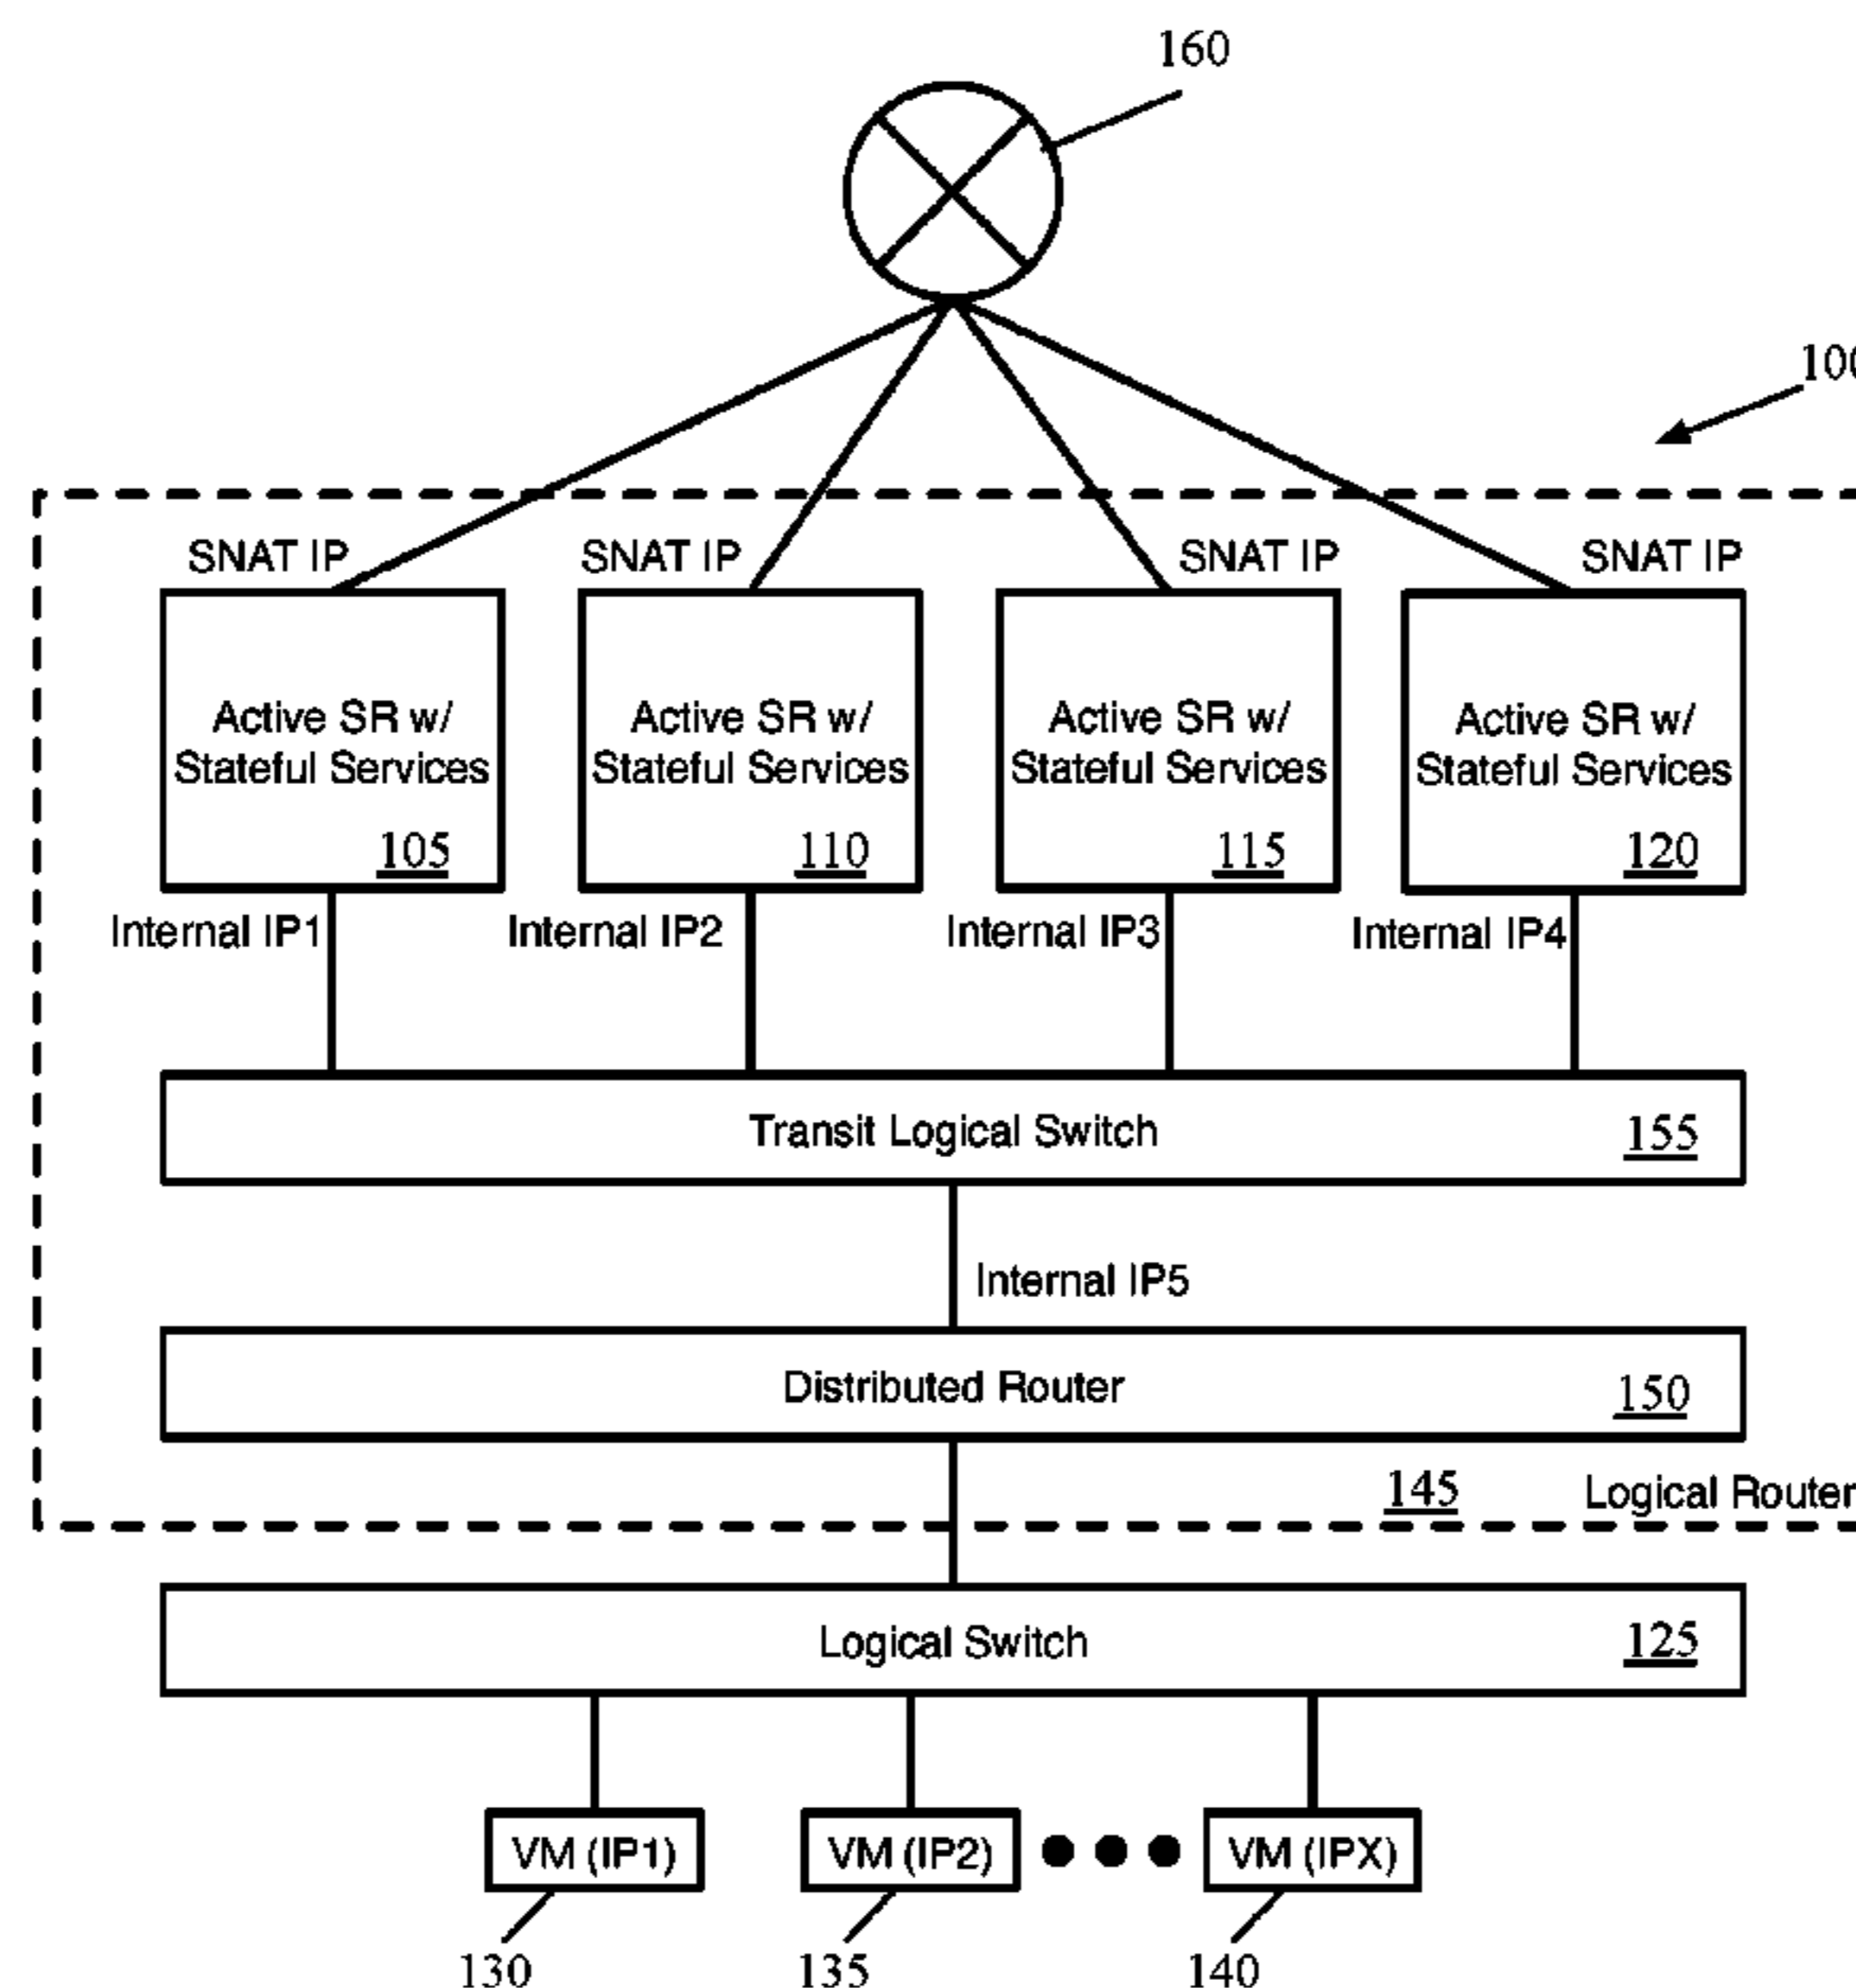 160
100
SNAT IP
SNAT IP
SNAT IP
SNAT IP
Active SR w/
Stateful Services
105
Active SR w/
Stateful Services
110
Active SR w/
Stateful Services
115
Active SR w/
Stateful Services
120
Internal IP1
Internal IP2
Internal IP3
Internal IP4
Transit Logical Switch
155
Internal IP5
Distributed Router
150
145
Logical Router
Logical Switch
125
VM (IP1)
VM (IP2)
VM (IPX)
130
135
140